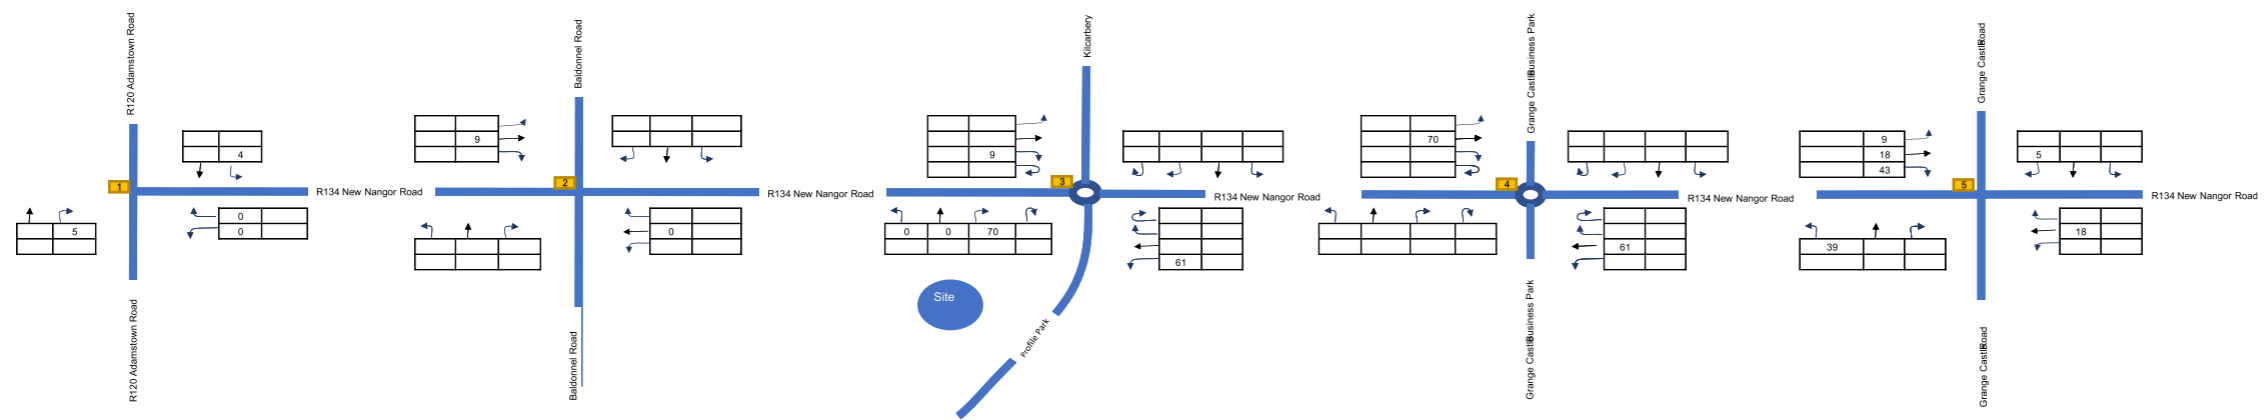 R120 Adamstown Road
4
1
R134 New Nangor Road
0
0
5
R120 Adamstown Road
Baldonnel Road
9
2
R134 New Nangor Road
0
Baldonnel Road
Kilcarbery
9
3
R134 New Nangor Road
0 0 70
61
Site
Profile Park
Grange Castle Business Park
70
4
R134 New Nangor Road
61
Grange Castle Business Park
Grange Castle Road
9
18
43
5
5
R134 New Nangor Road
18
39
Grange Castle Road